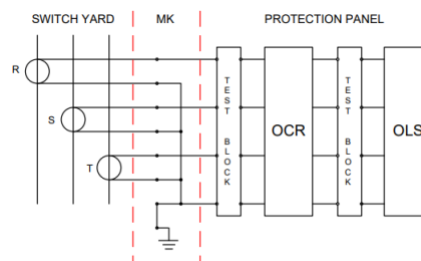 SWITCH YARD
MK
PROTECTION PANEL
R
S
T
TEST BLOCK
OCR
TEST BLOCK
OLS